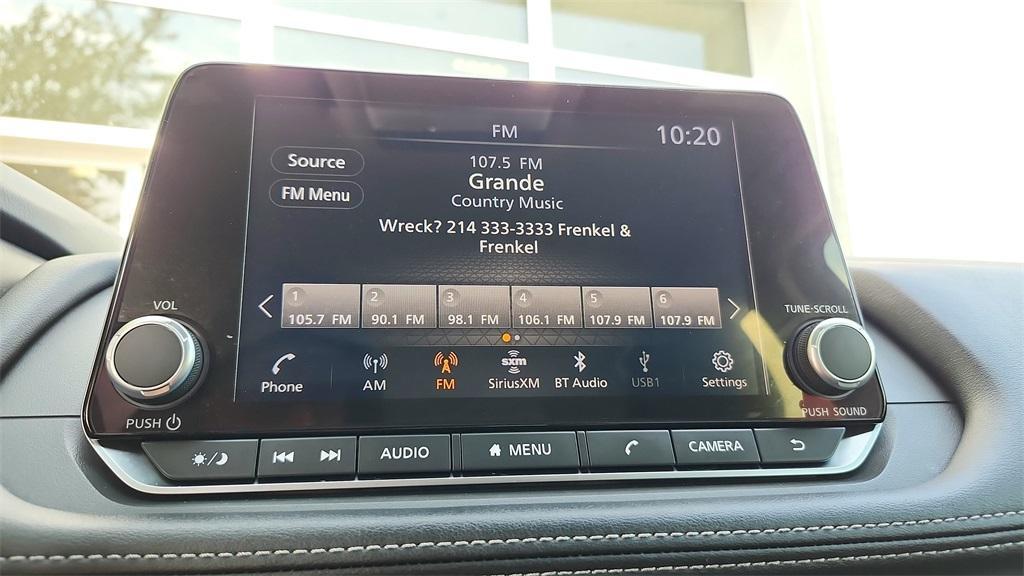 FM
10:20
Source
107.5 FM
Grande
FM Menu
Country Music
Wreck? 214 333-3333 Frenkel &
Frenkel
1 2 3 4 5 6
105.7 FM 90.1 FM 98.1 FM 106.1 FM 107.9 FM 107.9 FM
Phone AM FM sxm SiriusXM BT Audio USB1 Settings
VOL
PUSH
TUNE·SCROLL
PUSH SOUND
AUDIO MENU CAMERA